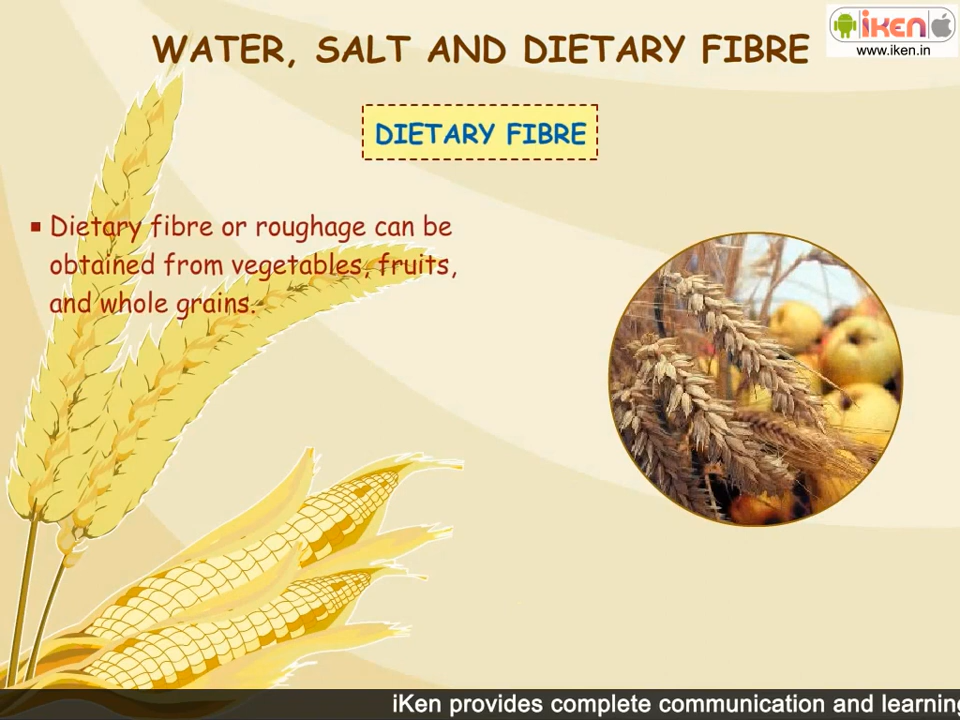 WATER, SALT AND DIETARY FIBRE
iKEN
www.iken.in
DIETARY FIBRE
▪ Dietary fibre or roughage can be
obtained from vegetables, fruits,
and whole grains.
iKen provides complete communication and learning